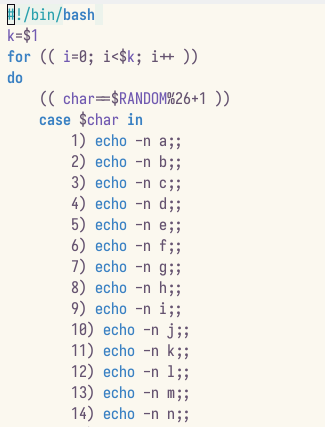 #!/bin/bash
k=$1
for (( i=0; i<$k; i++ ))
do
    (( char==$RANDOM%26+1 ))
    case $char in
        1) echo -n a;;
        2) echo -n b;;
        3) echo -n c;;
        4) echo -n d;;
        5) echo -n e;;
        6) echo -n f;;
        7) echo -n g;;
        8) echo -n h;;
        9) echo -n i;;
        10) echo -n j;;
        11) echo -n k;;
        12) echo -n l;;
        13) echo -n m;;
        14) echo -n n;;